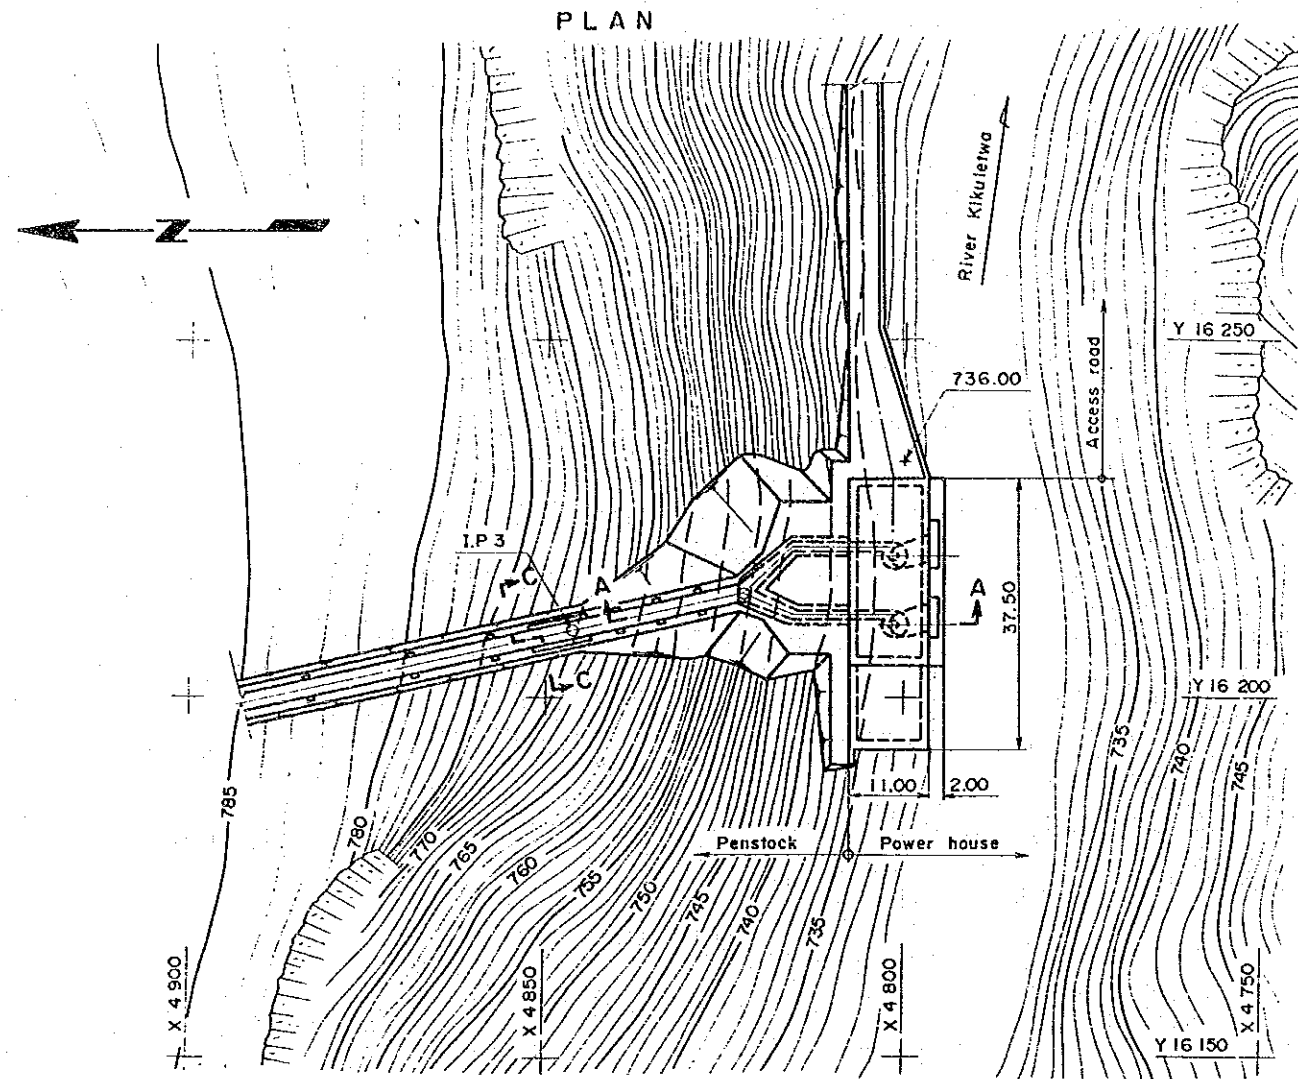 PLAN
N
River Kikuletwa
Y 16 250
736.00
Access road
I.P 3
C
A
A
37.50
C
Y 16 200
735
740
745
11.00
2.00
785
780
770
765
760
755
750
745
740
735
Penstock
Power house
X 4 900
X 4 850
X 4 800
X 4 750
Y 16 150